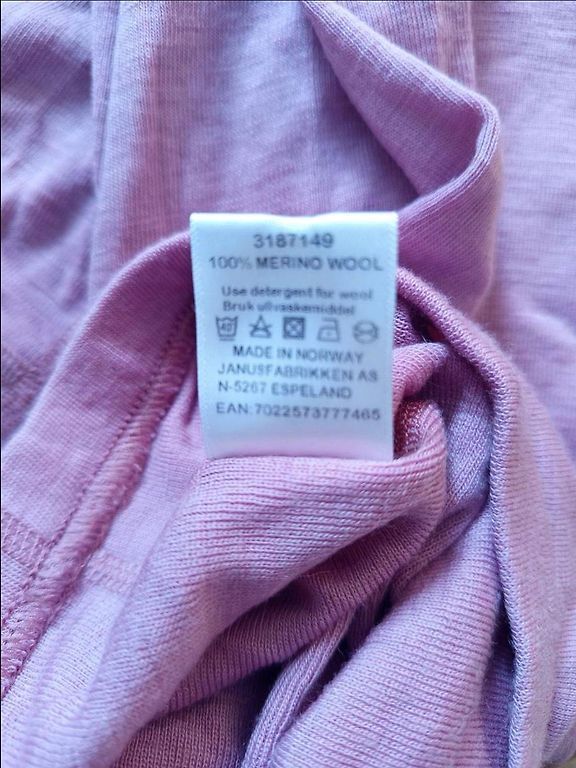 3187149
100% MERINO WOOL
Use detergent for wool
Bruk ullvaskemiddel
40
MADE IN NORWAY
JANUSFABRIKKEN AS
N-5267 ESPELAND
EAN:7022573777465